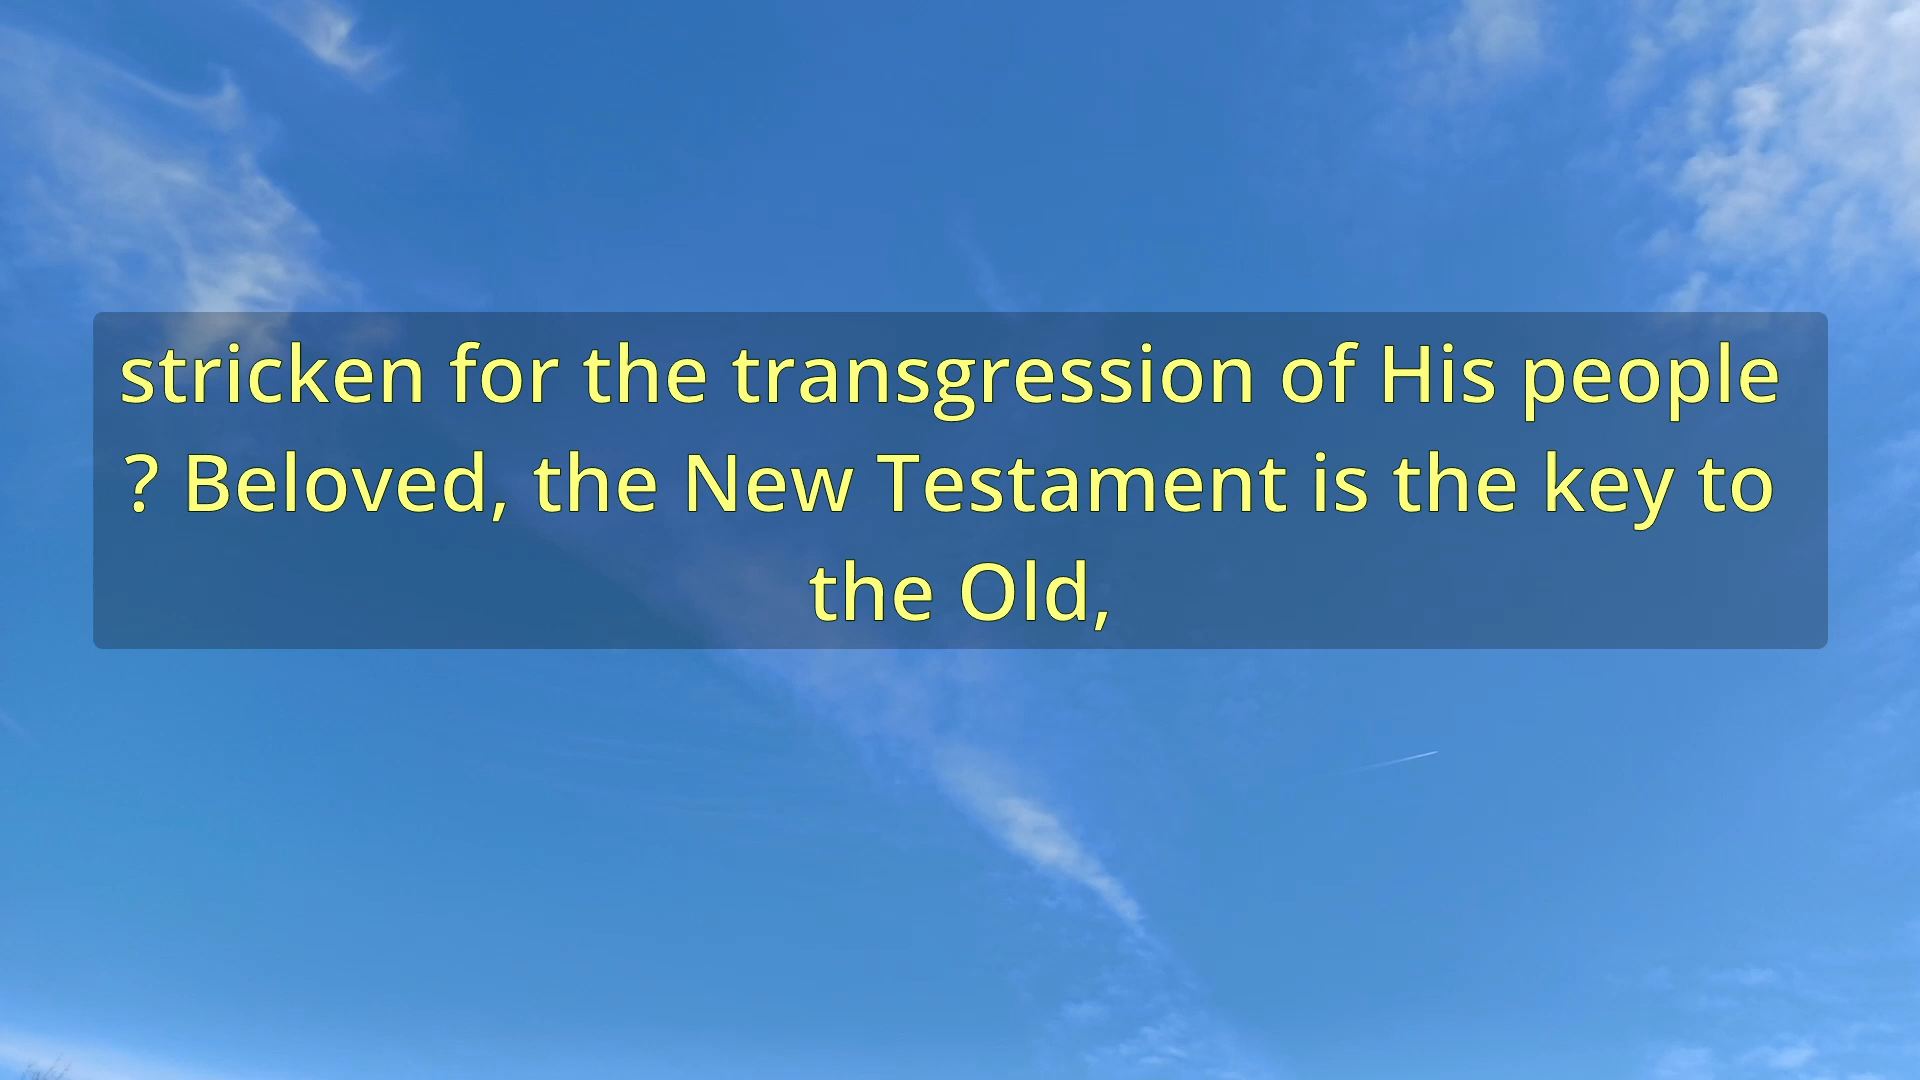 stricken for the transgression of His people
? Beloved, the New Testament is the key to
the Old,